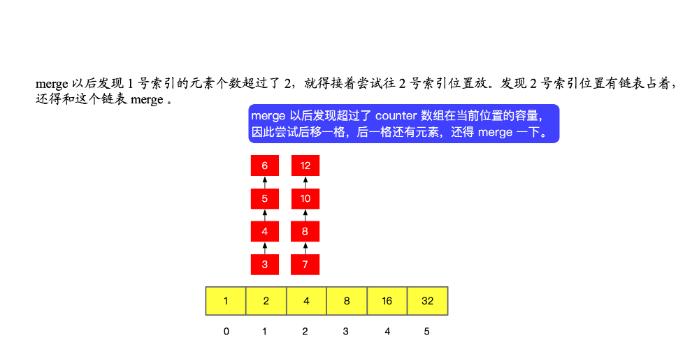 merge 以后发现 1 号索引的元素个数超过了 2，就得接着尝试往 2 号索引位置放。发现 2 号索引位置有链表占着，
还得和这个链表 merge 。
merge 以后发现超过了 counter 数组在当前位置的容量，
因此尝试后移一格，后一格还有元素，还得 merge 一下。
6 12
5 10
4 8
3 7
1 2 4 8 16 32
0 1 2 3 4 5